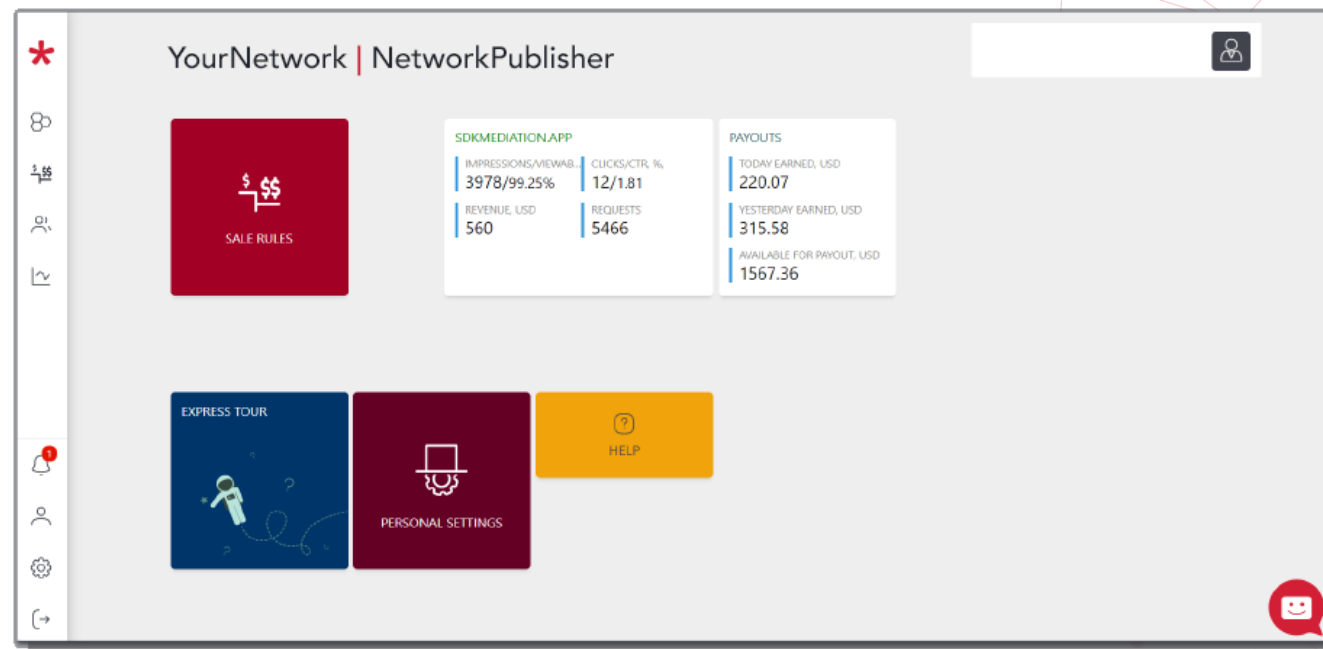 YourNetwork | NetworkPublisher
$ $$
SALE RULES
SDKMEDIATION.APP
IMPRESSIONS/VIEWAB... CLICKS/CTR, %,
3978/99.25% 12/1.81
REVENUE, USD REQUESTS
560 5466
PAYOUTS
TODAY EARNED, USD
220.07
YESTERDAY EARNED, USD
315.58
AVAILABLE FOR PAYOUT, USD
1567.36
$ $$
EXPRESS TOUR
? ? ?
PERSONAL SETTINGS
?
HELP
1